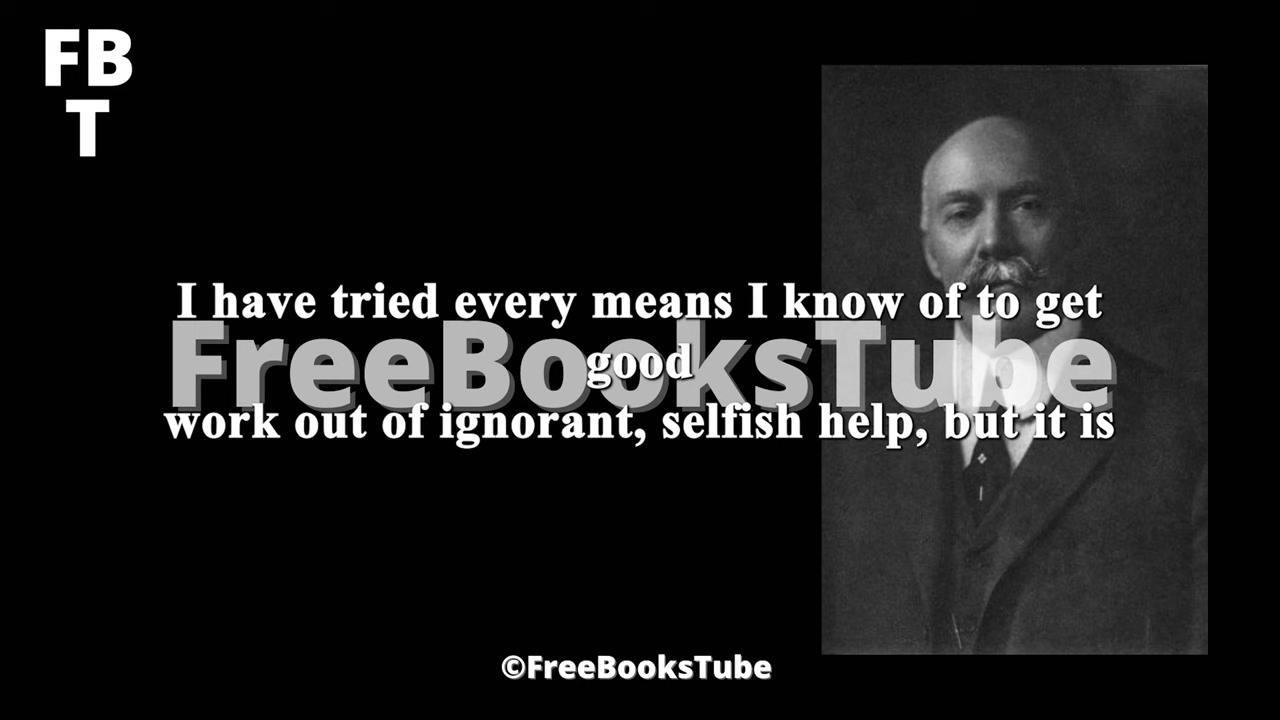 FB
T
I have tried every means I know of to get
FreeBooksTube
good
work out of ignorant, selfish help, but it is
©FreeBooksTube